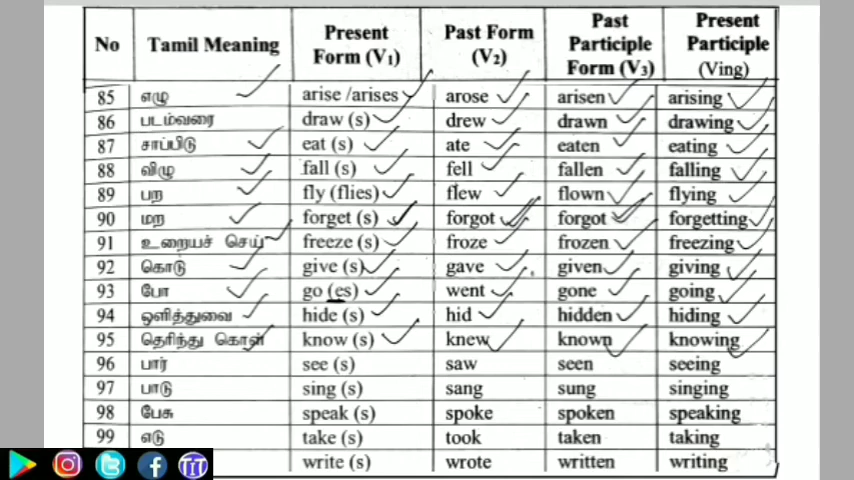 No Tamil Meaning Present Form (V₁) Past Form (V₂) Past Participle Form (V₃) Present Participle (Ving)
85 எழு arise /arises arose arisen arising
86 படம்வரை draw (s) drew drawn drawing
87 சாப்பிடு eat (s) ate eaten eating
88 விழு fall (s) fell fallen falling
89 பற fly (flies) flew flown flying
90 மற forget (s) forgot forgot forgetting
91 உறையச் செய் freeze (s) froze frozen freezing
92 கொடு give (s) gave given giving
93 போ go (es) went gone going
94 ஒளித்துவை hide (s) hid hidden hiding
95 தெரிந்து கொள் know (s) knew known knowing
96 பார் see (s) saw seen seeing
97 பாடு sing (s) sang sung singing
98 பேசு speak (s) spoke spoken speaking
99 எடு take (s) took taken taking
write (s) wrote written writing
TTT